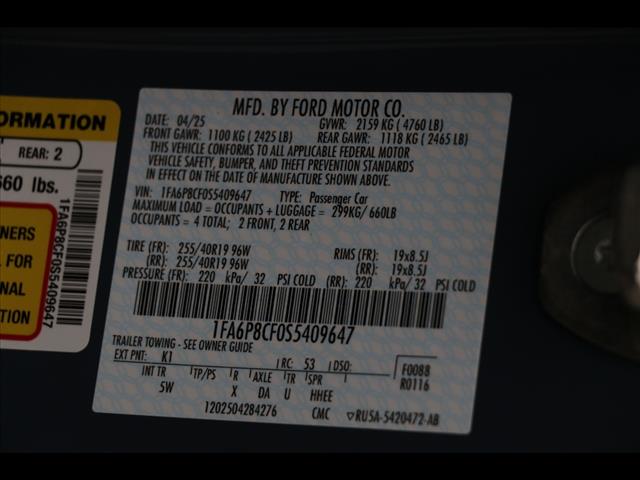 ORMATION
REAR: 2
660 lbs.
NERS
L FOR
NAL
TION
1FA6P8CF0S5409647
MFD. BY FORD MOTOR CO.
DATE: 04/25 GVWR: 2159 KG ( 4760 LB)
FRONT GAWR: 1100 KG ( 2425 LB) REAR GAWR: 1118 KG ( 2465 LB)
THIS VEHICLE CONFORMS TO ALL APPLICABLE FEDERAL MOTOR
VEHICLE SAFETY, BUMPER, AND THEFT PREVENTION STANDARDS
IN EFFECT ON THE DATE OF MANUFACTURE SHOWN ABOVE.
VIN: 1FA6P8CF0S5409647 TYPE: Passenger Car
MAXIMUM LOAD = OCCUPANTS + LUGGAGE = 299KG/ 660LB
OCCUPANTS = 4 TOTAL; 2 FRONT, 2 REAR
TIRE (FR): 255/40R19 96W RIMS (FR): 19x8.5J
(RR): 255/40R19 96W (RR): 19x8.5J
PRESSURE (FR): 220 kPa/ 32 PSI COLD (RR): 220 kPa/ 32 PSI COLD
1FA6P8CF0S5409647
TRAILER TOWING - SEE OWNER GUIDE
EXT PNT: K1 RC: 53 DSO: F0088
R0116
INT TR TP/PS R AXLE TR SPR
5W X DA U HHEE
1202504284276 CMC ▽RU5A-5420472-AB